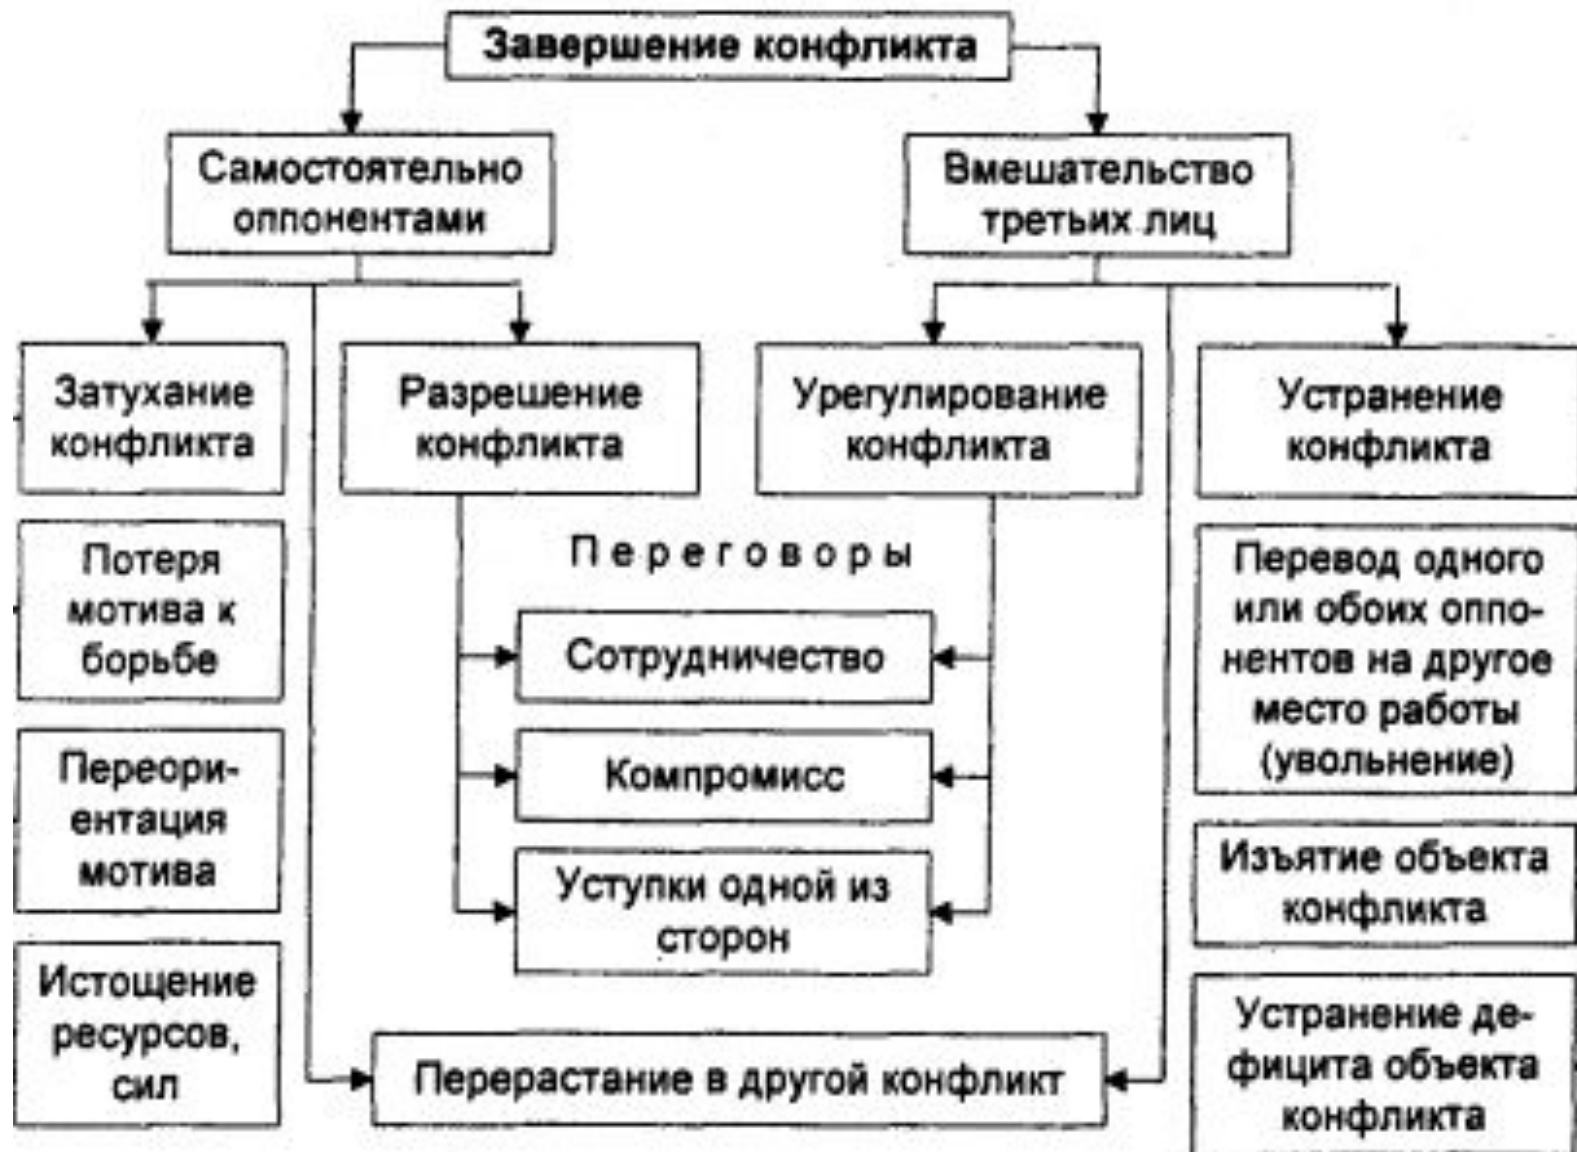 Завершение конфликта
Самостоятельно
оппонентами
Вмешательство
третьих лиц
Затухание
конфликта
Разрешение
конфликта
Урегулирование
конфликта
Устранение
конфликта
Потеря
мотива к
борьбе
Переори-
ентация
мотива
Истощение
ресурсов,
сил
Переговоры
Сотрудничество
Компромисс
Уступки одной из
сторон
Перерастание в другой конфликт
Перевод одного
или обоих оппо-
нентов на другое
место работы
(увольнение)
Изъятие объекта
конфликта
Устранение де-
фицита объекта
конфликта